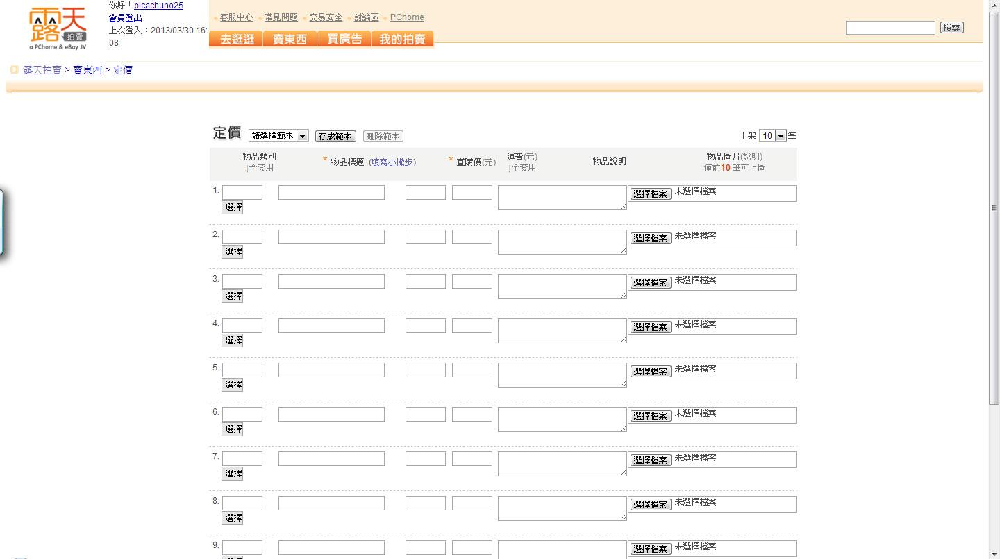 露天
拍賣
a PChome & eBay JV
你好！picachuno25
會員登出
上次登入：2013/03/30 16:
08
客服中心 常見問題 交易安全 討論區 PChome
搜尋
去逛逛 賣東西 買廣告 我的拍賣
露天拍賣 > 賣東西 > 定價
定價 請選擇範本 存成範本 刪除範本 上架 10 筆
物品類別 * 物品標題 (填寫小撇步) * 直購價(元) 運費(元) 物品說明 物品圖片(說明)
↓全套用 ↓全套用 僅前10 筆可上圖
1. 選擇檔案 未選擇檔案
選擇
2. 選擇檔案 未選擇檔案
選擇
3. 選擇檔案 未選擇檔案
選擇
4. 選擇檔案 未選擇檔案
選擇
5. 選擇檔案 未選擇檔案
選擇
6. 選擇檔案 未選擇檔案
選擇
7. 選擇檔案 未選擇檔案
選擇
8. 選擇檔案 未選擇檔案
選擇
9. 選擇檔案 未選擇檔案